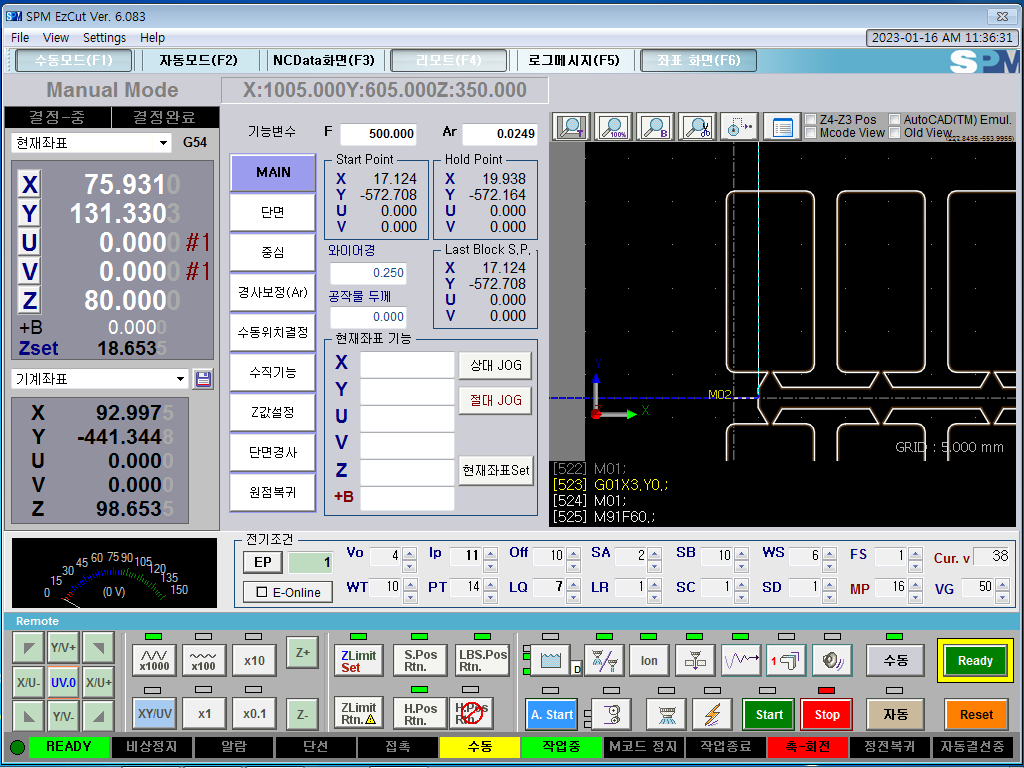 SPM EzCut Ver. 6.083
File View Settings Help
2023-01-16 AM 11:36:31
수동모드(F1) 자동모드(F2) NCData화면(F3) 리모트(F4) 로그메시지(F5) 좌표 화면(F6) SPM
Manual Mode X:1005.000Y:605.000Z:350.000
결정-중 결정완료
현재좌표 G54
X 75.9310
Y 131.3303
U 0.0000 #1
V 0.0000 #1
Z 80.0000
+B 0.0000
Zset 18.6535
기계좌표
X 92.9975
Y -441.3448
U 0.0000
V 0.0000
Z 98.6535
기능변수 F 500.000 Ar 0.0249
MAIN
단면
중심
경사보정(Ar)
수동위치결정
수직기능
Z값설정
단면경사
원점복귀
Start Point
X 17.124
Y -572.708
U 0.000
V 0.000
Hold Point
X 19.938
Y -572.164
U 0.000
V 0.000
와이어경
0.250
공작물 두께
0.000
Last Block S,P,
X 17.124
Y -572.708
U 0.000
V 0.000
현재좌표 기능
X 상대 JOG
Y 절대 JOG
U
V
Z 현재좌표Set
+B
T 100% B
Z4-Z3 Pos AutoCAD(TM) Emul.
Mcode View Old View
M02
Y
X
GRID : 5,000 mm
[522] M01;
[523] G01X3,Y0,;
[524] M01;
[525] M91F60,;
0 15 30 45 60 75 90 105 120 135 150
(0 V)
전기조건
EP 1 Vo 4 Ip 11 Off 10 SA 2 SB 10 WS 6 FS 1 Cur. v 38
E-Online WT 10 PT 14 LQ 7 LR 1 SC 1 SD 1 MP 16 VG 50
Remote
Y/V+
X/U- UV.0 X/U+
Y/V-
x1000 x100 x10 Z+
XY/UV x1 x0.1 Z-
ZLimit Set S.Pos Rtn. LBS.Pos Rtn.
ZLimit Rtn. H.Pos Rtn. H.Pos Rtn.
D Ion 1 수동 Ready
A. Start Start Stop 자동 Reset
READY 비상정지 알람 단선 접촉 수동 작업중 M코드 정지 작업종료 축-회전 정전복귀 자동결선중